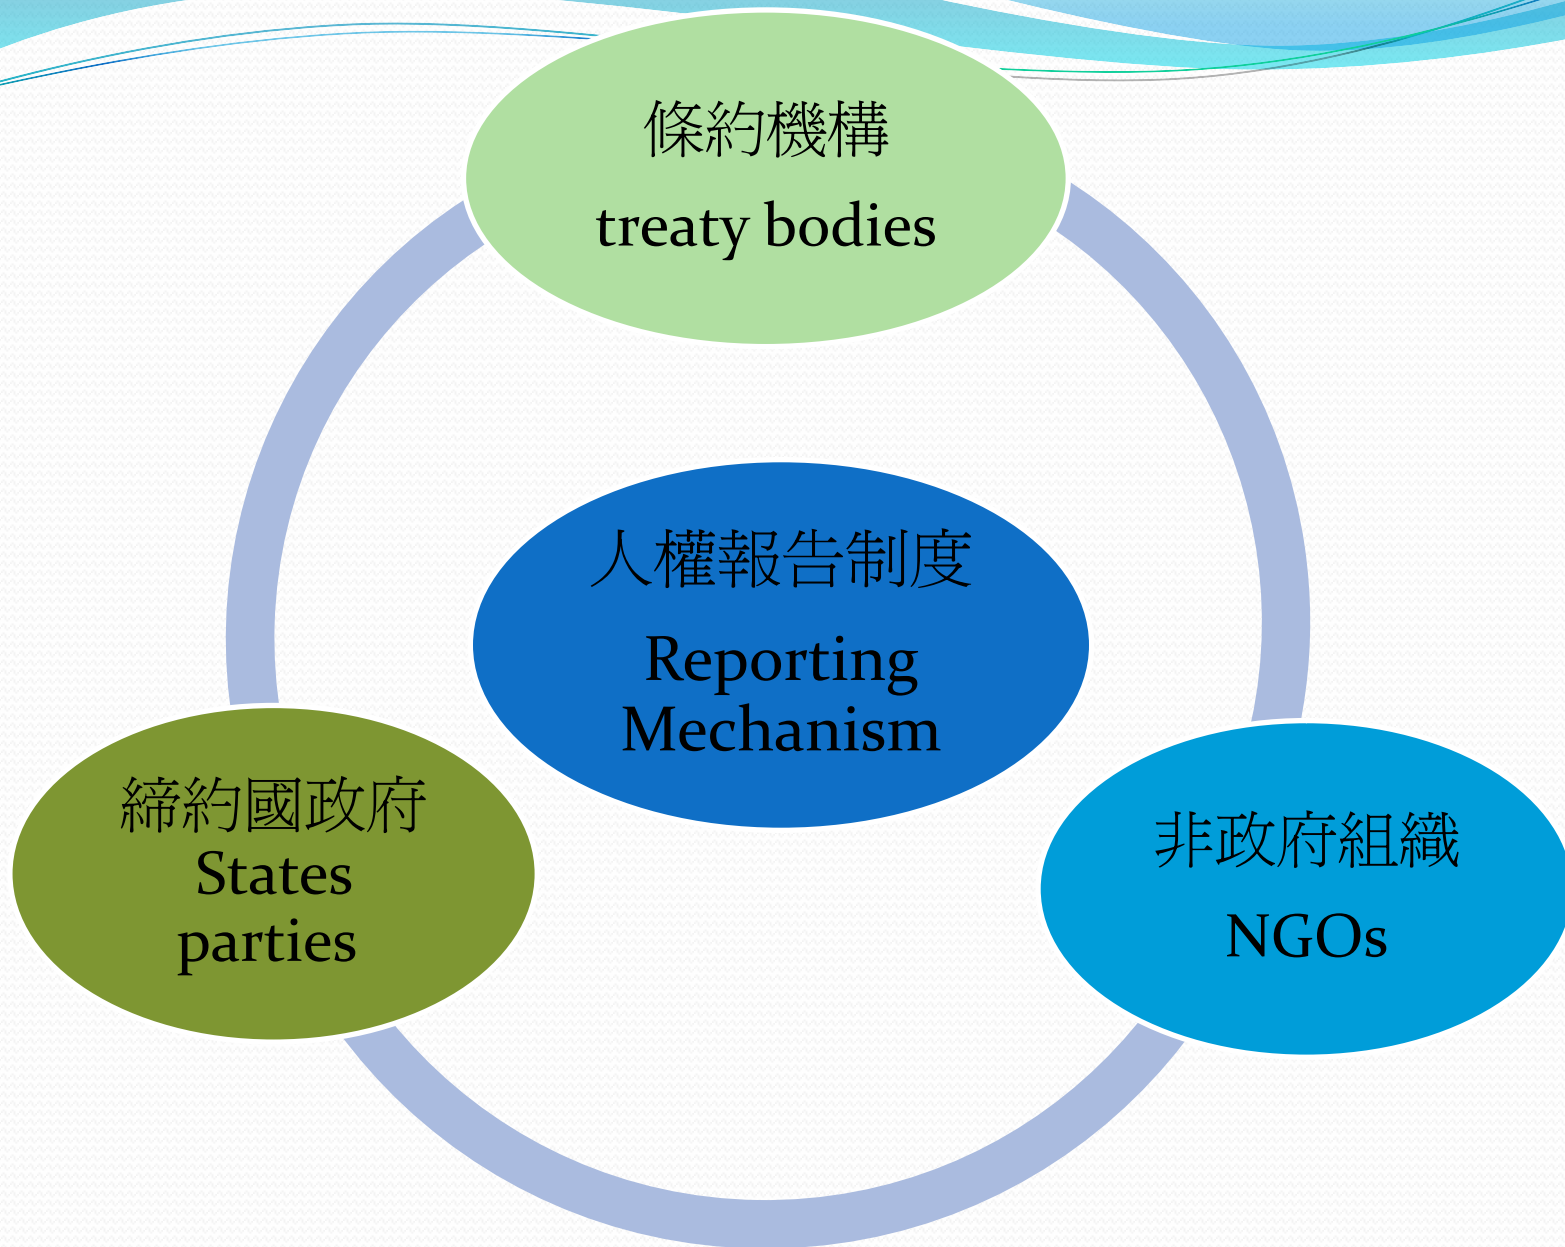 條約機構
treaty bodies
人權報告制度
Reporting
Mechanism
締約國政府
States
parties
非政府組織
NGOs